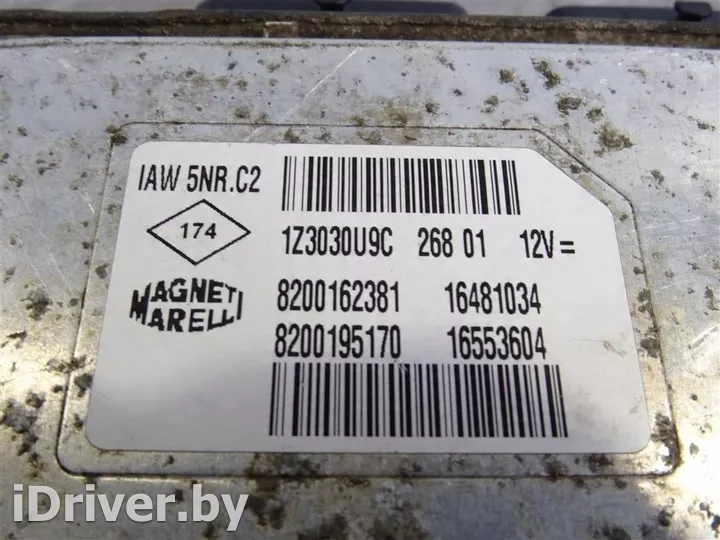 IAW 5NR.C2
174
1Z3030U9C 268 01 12V =
MAGNETI
MARELLI
8200162381 16481034
8200195170 16553604
iDriver.by